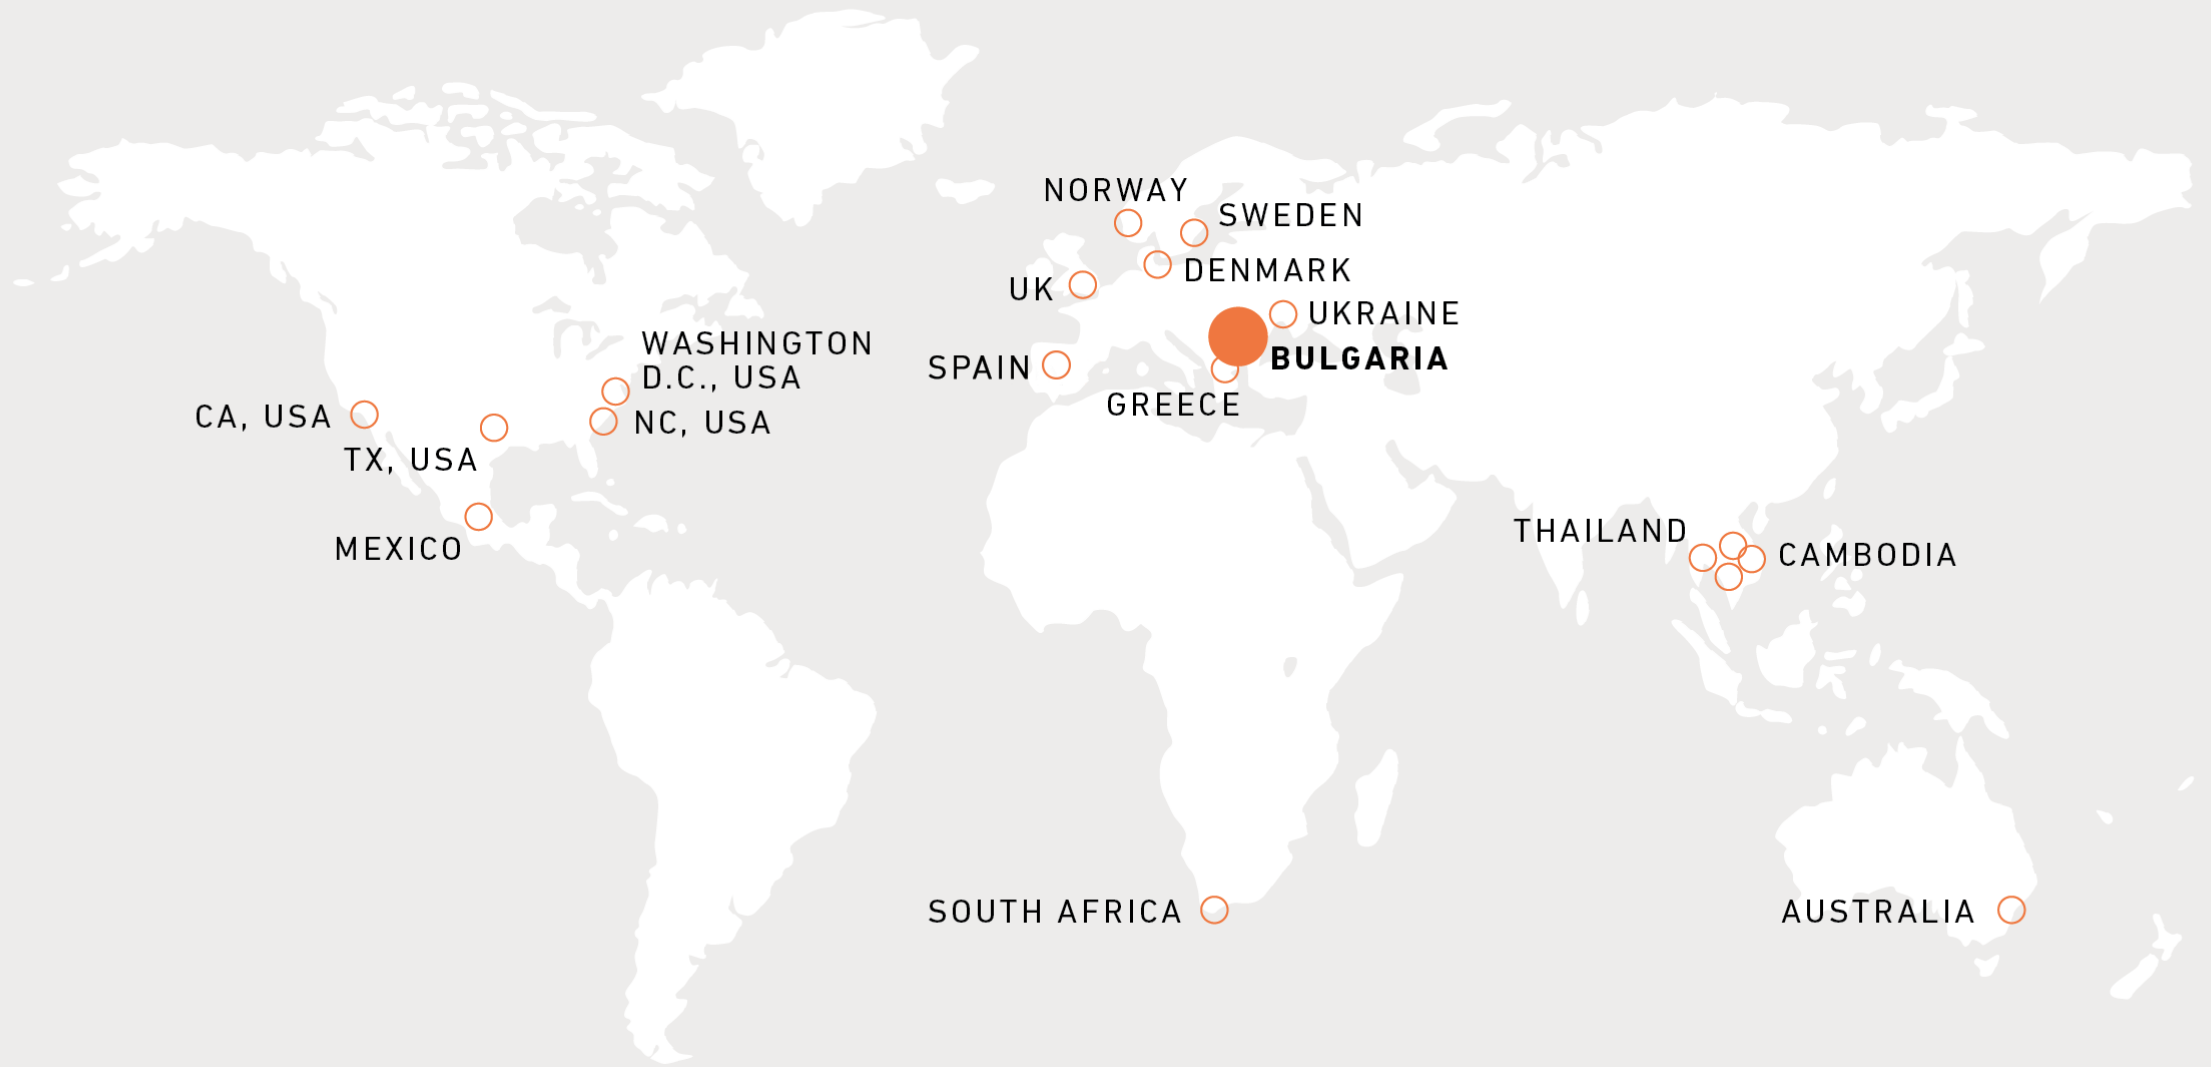 NORWAY
SWEDEN
DENMARK
UK
UKRAINE
WASHINGTON
D.C., USA
BULGARIA
SPAIN
GREECE
CA, USA
NC, USA
TX, USA
MEXICO
THAILAND
CAMBODIA
SOUTH AFRICA
AUSTRALIA